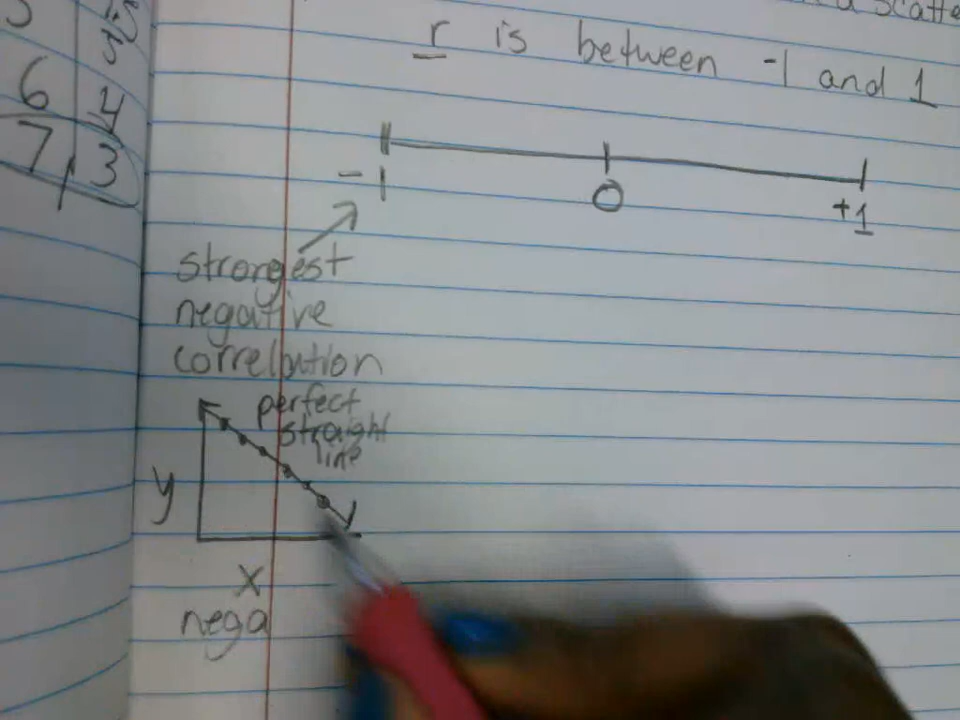 r is between -1 and 1
6 4
7, 3
-1 0 +1
strongest
negative
correlation
perfect
straight
line
y
x
nega